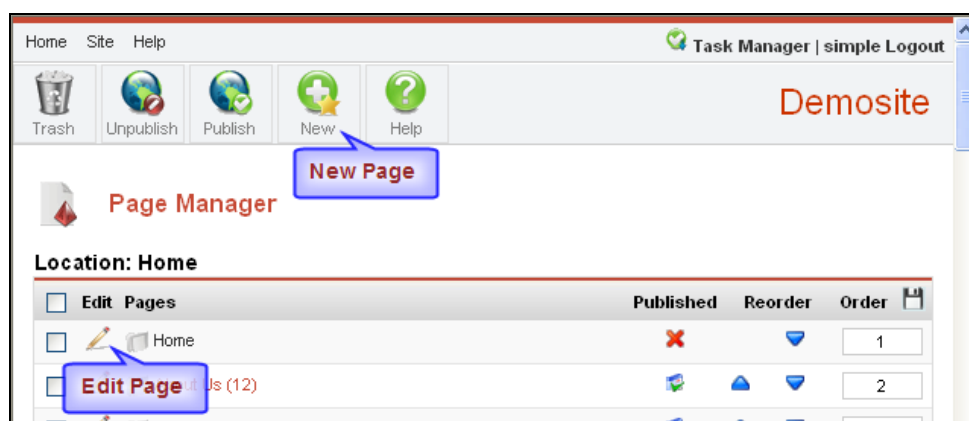 Home Site Help Task Manager | simple Logout
Trash Unpublish Publish New Help Demosite
New Page
Page Manager
Location: Home
Edit Pages Published Reorder Order
Home 1
Edit Page Us (12) 2